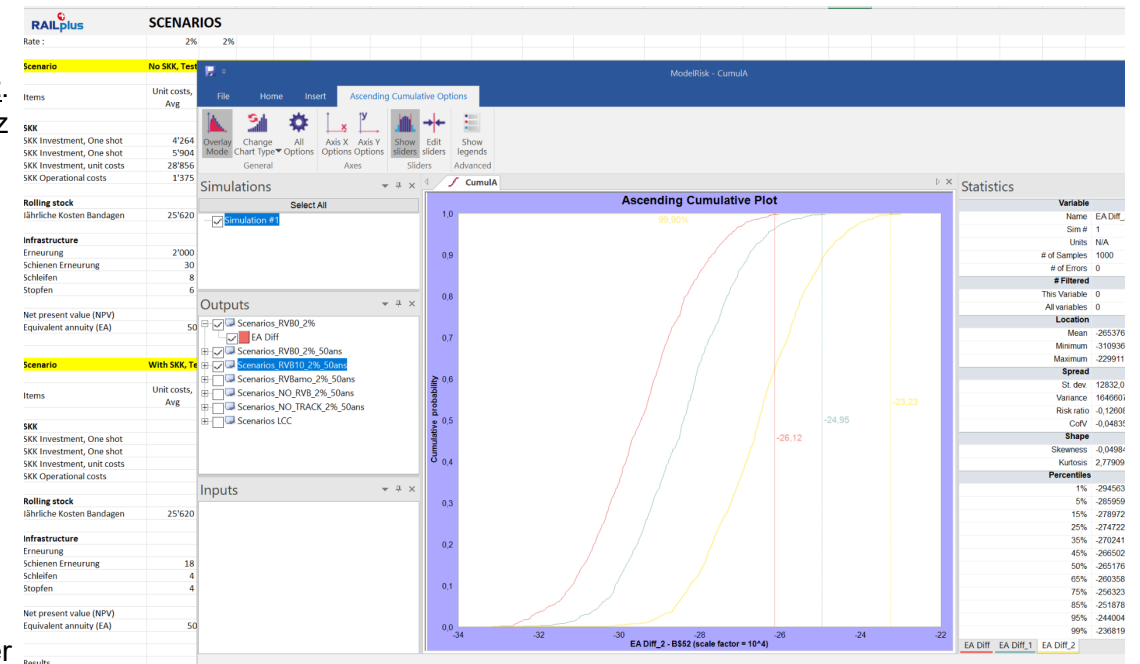 RAILplus
SCENARIOS
Rate :
2%
2%
Scenario
No SKK, Test
z
Items
Unit costs,
Avg
SKK
SKK Investment, One shot
4'264
SKK Investment, One shot
5'904
SKK Investment, unit costs
28'856
SKK Operational costs
1'375
Rolling stock
Jährliche Kosten Bandagen
25'620
Infrastructure
Erneurung
2'000
Schienen Erneurung
30
Schleifen
8
Stopfen
6
Net present value (NPV)
Equivalent annuity (EA)
50
Scenario
With SKK, Te
Items
Unit costs,
Avg
SKK
SKK Investment, One shot
SKK Investment, One shot
SKK Investment, unit costs
SKK Operational costs
Rolling stock
Jährliche Kosten Bandagen
25'620
Infrastructure
Erneurung
Schienen Erneurung
18
Schleifen
4
Stopfen
4
Net present value (NPV)
Equivalent annuity (EA)
50
er
Results
ModelRisk - CumulA
File
Home
Insert
Ascending Cumulative Options
Overlay
Mode
Change
Chart Type
All
Options
Axis X
Options
Axis Y
Options
Show
sliders
Edit
sliders
Show
legends
General
Axes
Sliders
Advanced
Simulations
Select All
Simulation #1
Outputs
Scenarios_RVB0_2%
EA Diff
Scenarios_RVB0_2%_50ans
Scenarios_RVB10_2%_50ans
Scenarios_RVBamo_2%_50ans
Scenarios_NO_RVB_2%_50ans
Scenarios_NO_TRACK_2%_50ans
Scenarios LCC
Inputs
CumulA
Ascending Cumulative Plot
99,90%
1,0
0,9
0,8
0,7
0,6
0,5
0,4
0,3
0,2
0,1
0,0
Cumulative probability
-26,12
-24,95
-23,23
-34
-32
-30
-28
-26
-24
-22
EA Diff_2 - B$52 (scale factor = 10^4)
Statistics
Variable
Name EA Diff_
Sim # 1
Units N/A
# of Samples 1000
# of Errors 0
# Filtered
This Variable 0
All variables 0
Location
Mean -265376
Minimum -310936
Maximum -229911
Spread
St. dev. 12832,0
Variance 1646607
Risk ratio -0,12608
CofV -0,04835
Shape
Skewness -0,04984
Kurtosis 2,77909
Percentiles
1% -294563
5% -285959
15% -278972
25% -274722
35% -270241
45% -266502
50% -265176
65% -260358
75% -256323
85% -251878
95% -244004
99% -236819
EA Diff
EA Diff_1
EA Diff_2